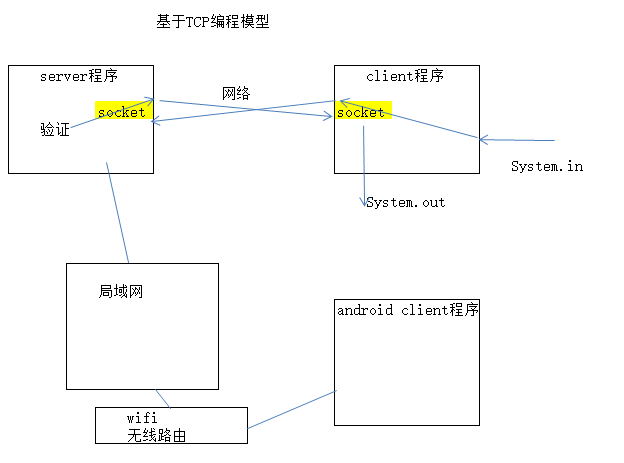 基于TCP编程模型
server程序
client程序
网络
socket
socket
验证
System.in
System.out
局域网
android client程序
wifi
无线路由